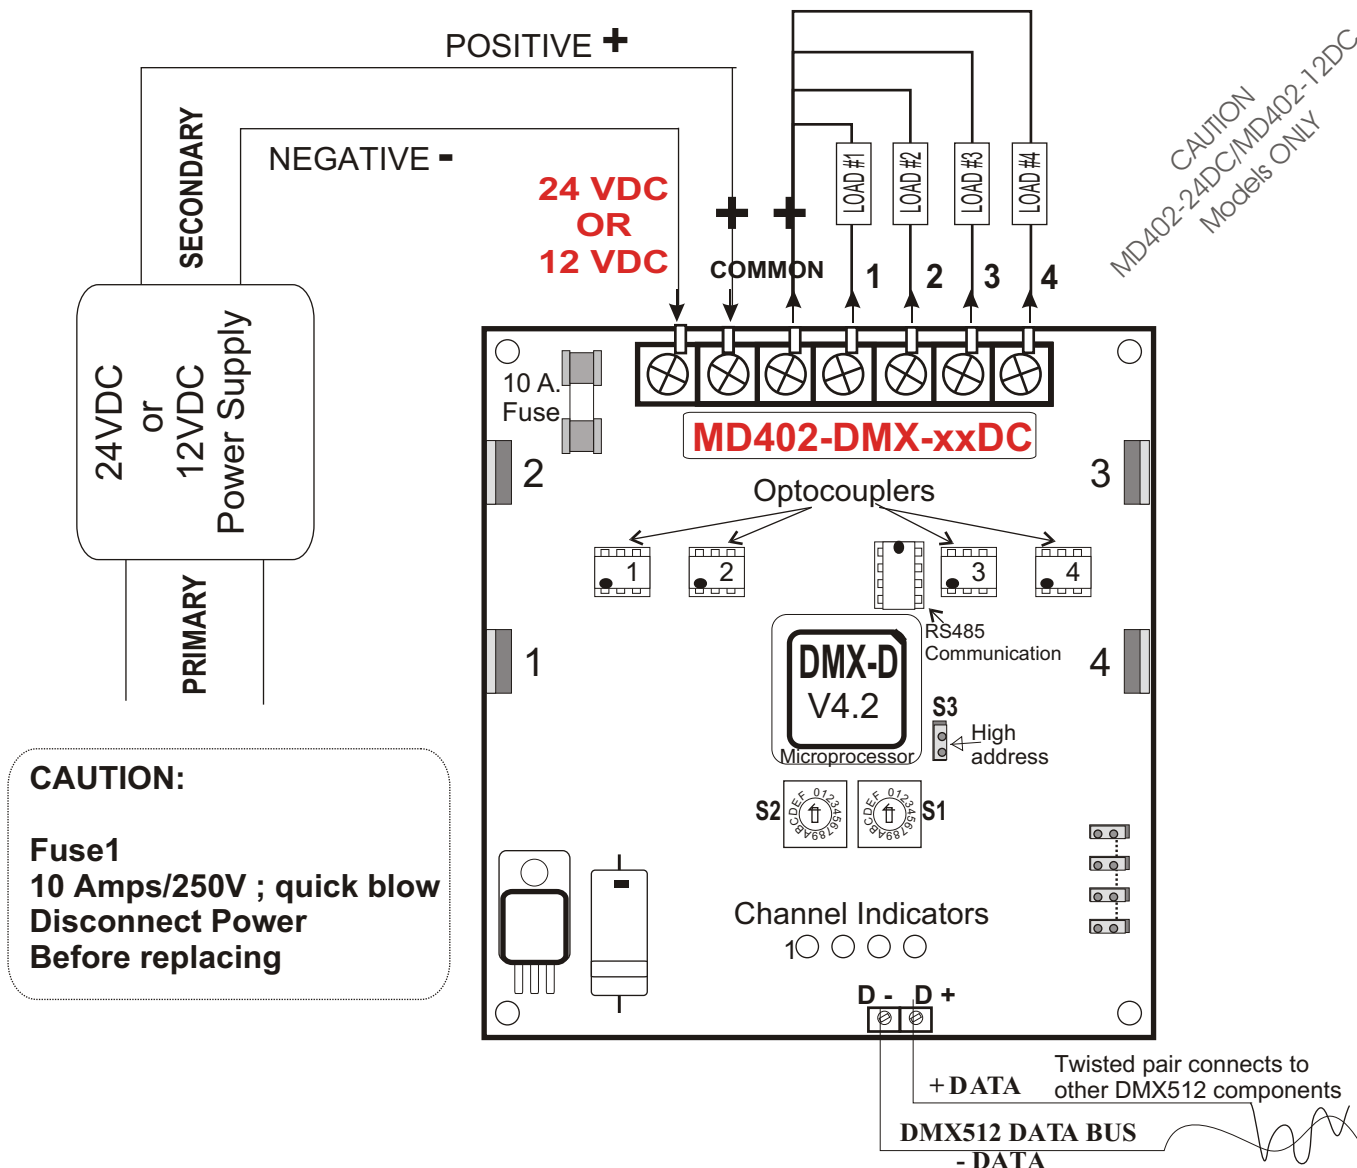 POSITIVE +
NEGATIVE -
SECONDARY
24 VDC
OR
12 VDC
+ +
COMMON
1 2 3 4
LOAD #1
LOAD #2
LOAD #3
LOAD #4
CAUTION
MD402-24DC/MD402-12DC
Models ONLY
24VDC
or
12VDC
Power Supply
PRIMARY
10 A.
Fuse
MD402-DMX-xxDC
2
3
Optocouplers
1
2
3
4
RS485
Communication
1
4
DMX-D
V4.2
Microprocessor
S3
High
address
S2
0123456789ABCDEF
0123456789ABCDEF
S1
CAUTION:
Fuse1
10 Amps/250V ; quick blow
Disconnect Power
Before replacing
Channel Indicators
1
D - D +
+ DATA
Twisted pair connects to
other DMX512 components
DMX512 DATA BUS
- DATA